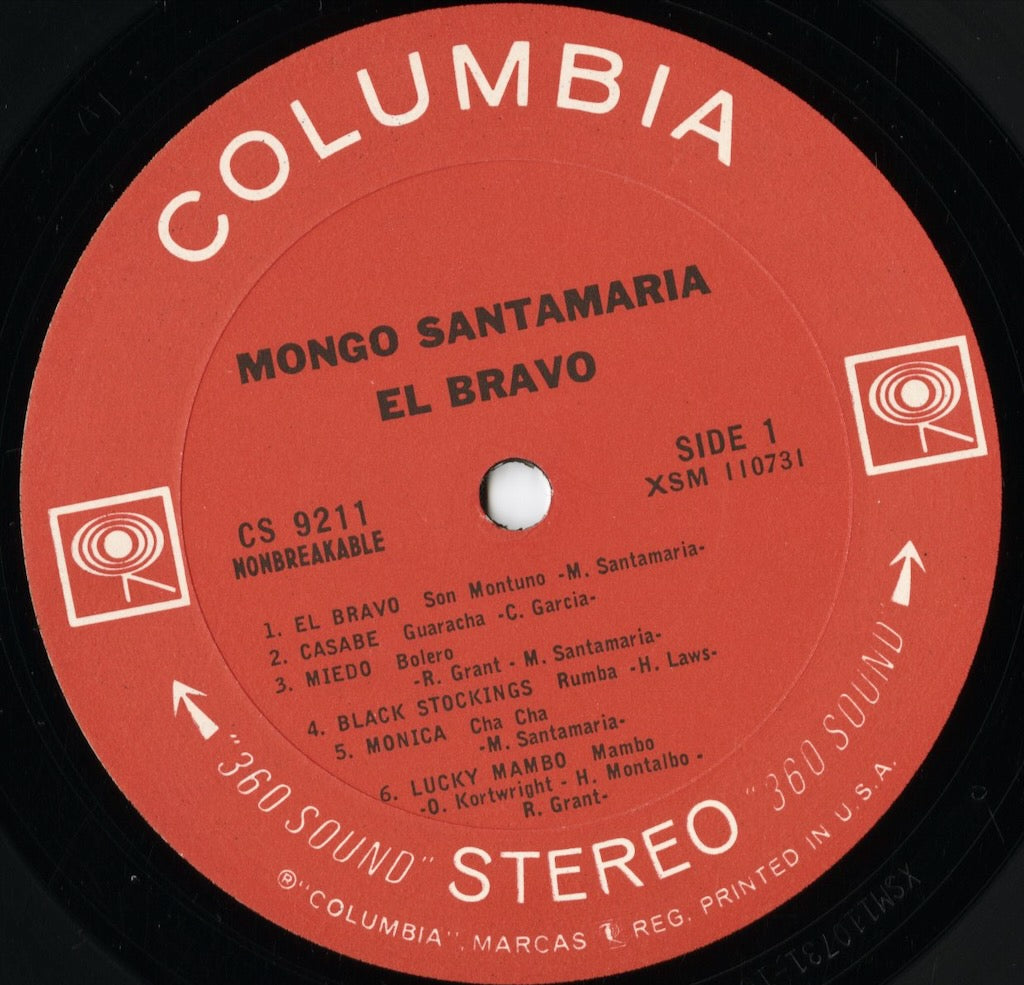 COLUMBIA
MONGO SANTAMARIA
EL BRAVO
SIDE 1
XSM 110731
CS 9211
NONBREAKABLE
1. EL BRAVO Son Montuno -M. Santamaria-
2. CASABE Guaracha -C. Garcia-
3. MIEDO Bolero
-R. Grant - M. Santamaria-
4. BLACK STOCKINGS Rumba -H. Laws-
5. MONICA Cha Cha
-M. Santamaria-
6. LUCKY MAMBO Mambo
-O. Kortwright - H. Montalbo -
R. Grant-
"360 SOUND" STEREO "360 SOUND"
®"COLUMBIA", MARCAS REG. PRINTED IN U.S.A.